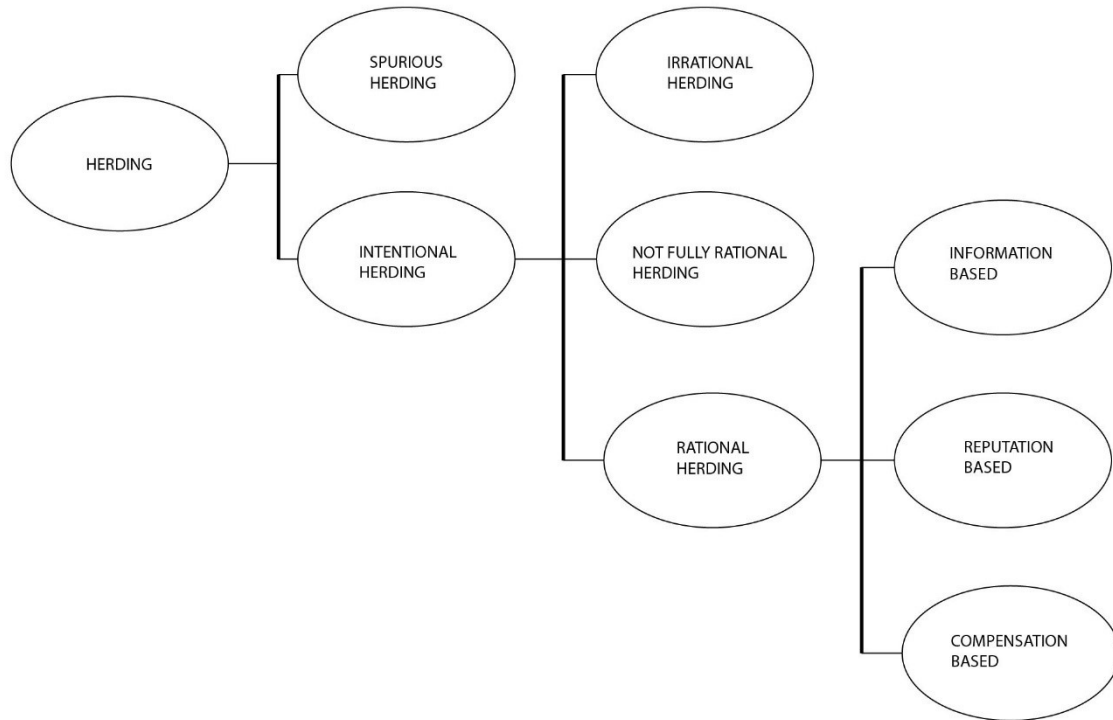 HERDING
SPURIOUS
HERDING
INTENTIONAL
HERDING
IRRATIONAL
HERDING
NOT FULLY RATIONAL
HERDING
RATIONAL
HERDING
INFORMATION
BASED
REPUTATION
BASED
COMPENSATION
BASED